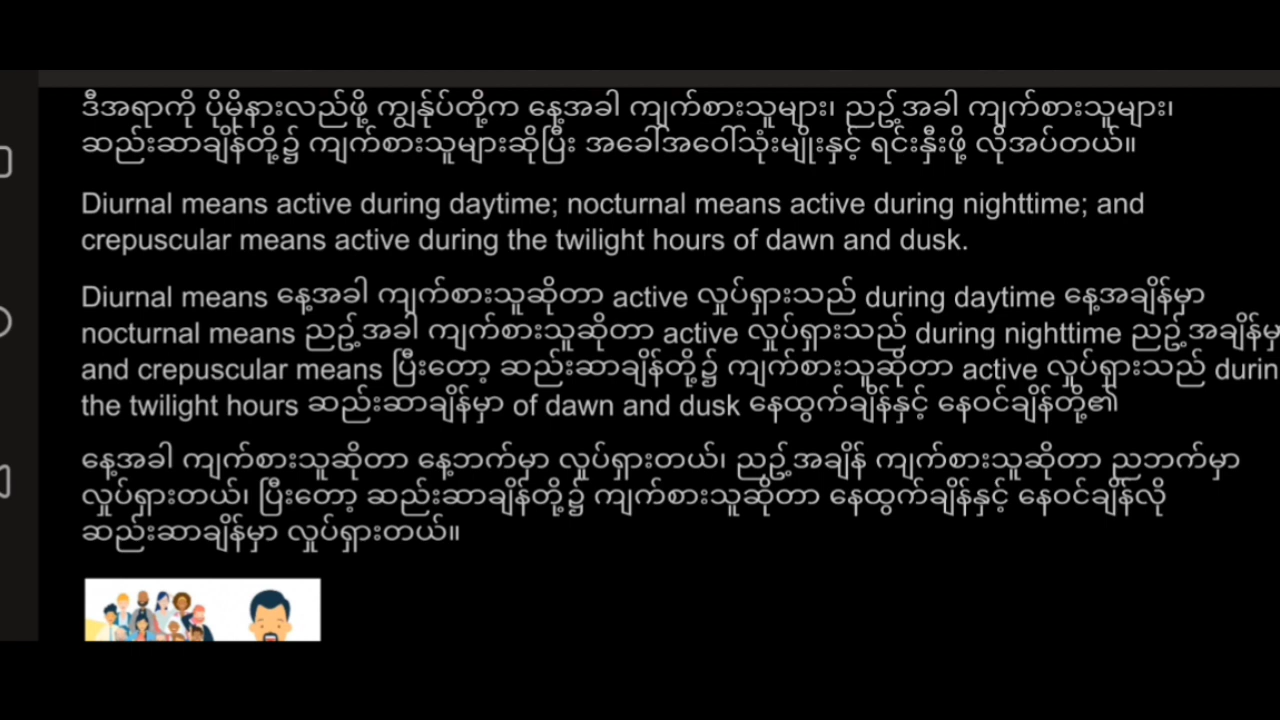 ဒီအရာကို ပိုမိုနားလည်ဖို့ ကျွန်ုပ်တို့က နေ့အခါ ကျက်စားသူများ၊ ညဥ့်အခါ ကျက်စားသူများ၊
ဆည်းဆာချိန်တို့၌ ကျက်စားသူများဆိုပြီး အခေါ်အဝေါ်သုံးမျိုးနှင့် ရင်းနှီးဖို့ လိုအပ်တယ်။
Diurnal means active during daytime; nocturnal means active during nighttime; and
crepuscular means active during the twilight hours of dawn and dusk.
Diurnal means နေ့အခါ ကျက်စားသူဆိုတာ active လှုပ်ရှားသည် during daytime နေ့အချိန်မှာ
nocturnal means ညဥ့်အခါ ကျက်စားသူဆိုတာ active လှုပ်ရှားသည် during nighttime ညဥ့်အချိန်မှ
and crepuscular means ပြီးတော့ ဆည်းဆာချိန်တို့၌ ကျက်စားသူဆိုတာ active လှုပ်ရှားသည် durin
the twilight hours ဆည်းဆာချိန်မှာ of dawn and dusk နေထွက်ချိန်နှင့် နေဝင်ချိန်တို့၏
နေ့အခါ ကျက်စားသူဆိုတာ နေ့ဘက်မှာ လှုပ်ရှားတယ်၊ ညဥ့်အချိန် ကျက်စားသူဆိုတာ ညဘက်မှာ
လှုပ်ရှားတယ်၊ ပြီးတော့ ဆည်းဆာချိန်တို့၌ ကျက်စားသူဆိုတာ နေထွက်ချိန်နှင့် နေဝင်ချိန်လို
ဆည်းဆာချိန်မှာ လှုပ်ရှားတယ်။